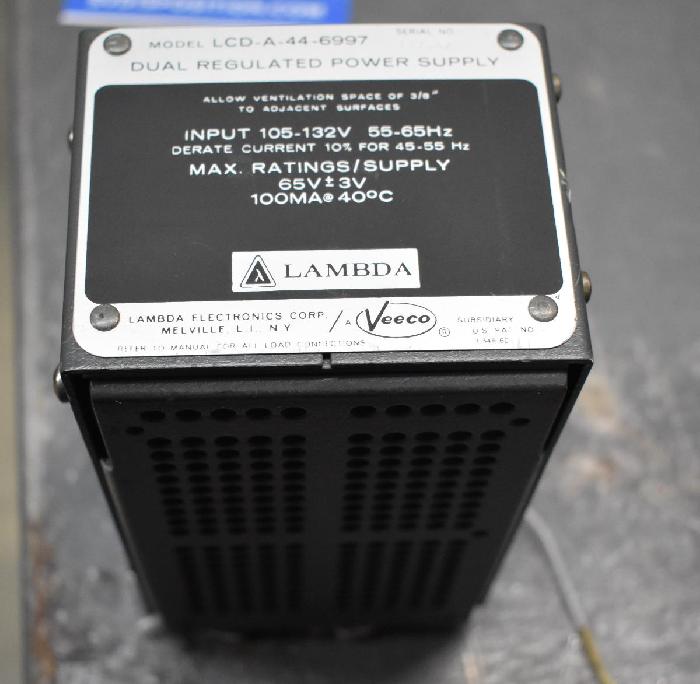 MODEL LCD-A-44-6997
SERIAL NO.
DUAL REGULATED POWER SUPPLY
ALLOW VENTILATION SPACE OF 3/8"
TO ADJACENT SURFACES
INPUT 105-132V 55-65Hz
DERATE CURRENT 10% FOR 45-55 Hz
MAX. RATINGS/SUPPLY
65V±3V
100MA@40°C
LAMBDA
LAMBDA ELECTRONICS CORP.
MELVILLE, L.I., N.Y
/A Veeco ®
SUBSIDIARY
U.S. PAT. NO.
REFER TO MANUAL FOR ALL LOAD CONNECTIONS